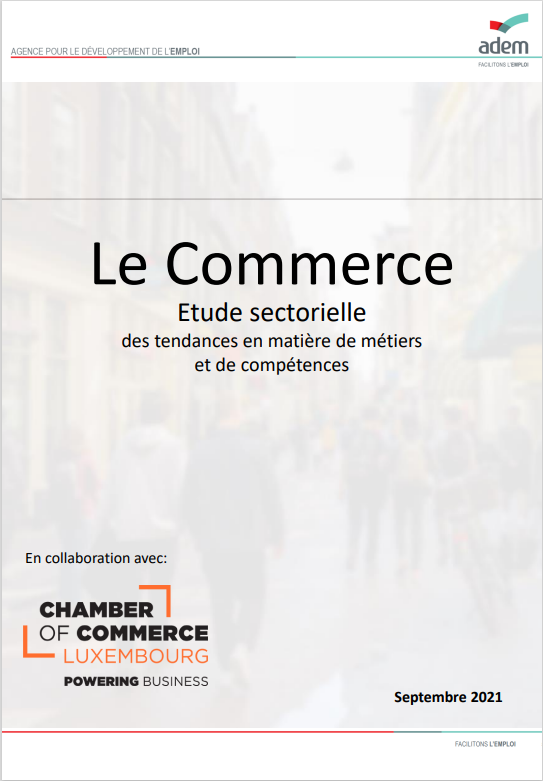 AGENCE POUR LE DÉVELOPPEMENT DE L'EMPLOI
adem
FACILITONS L'EMPLOI
Le Commerce
Etude sectorielle
des tendances en matière de métiers
et de compétences
En collaboration avec:
CHAMBER
OF COMMERCE
LUXEMBOURG
POWERING BUSINESS
Septembre 2021
FACILITONS L'EMPLOI